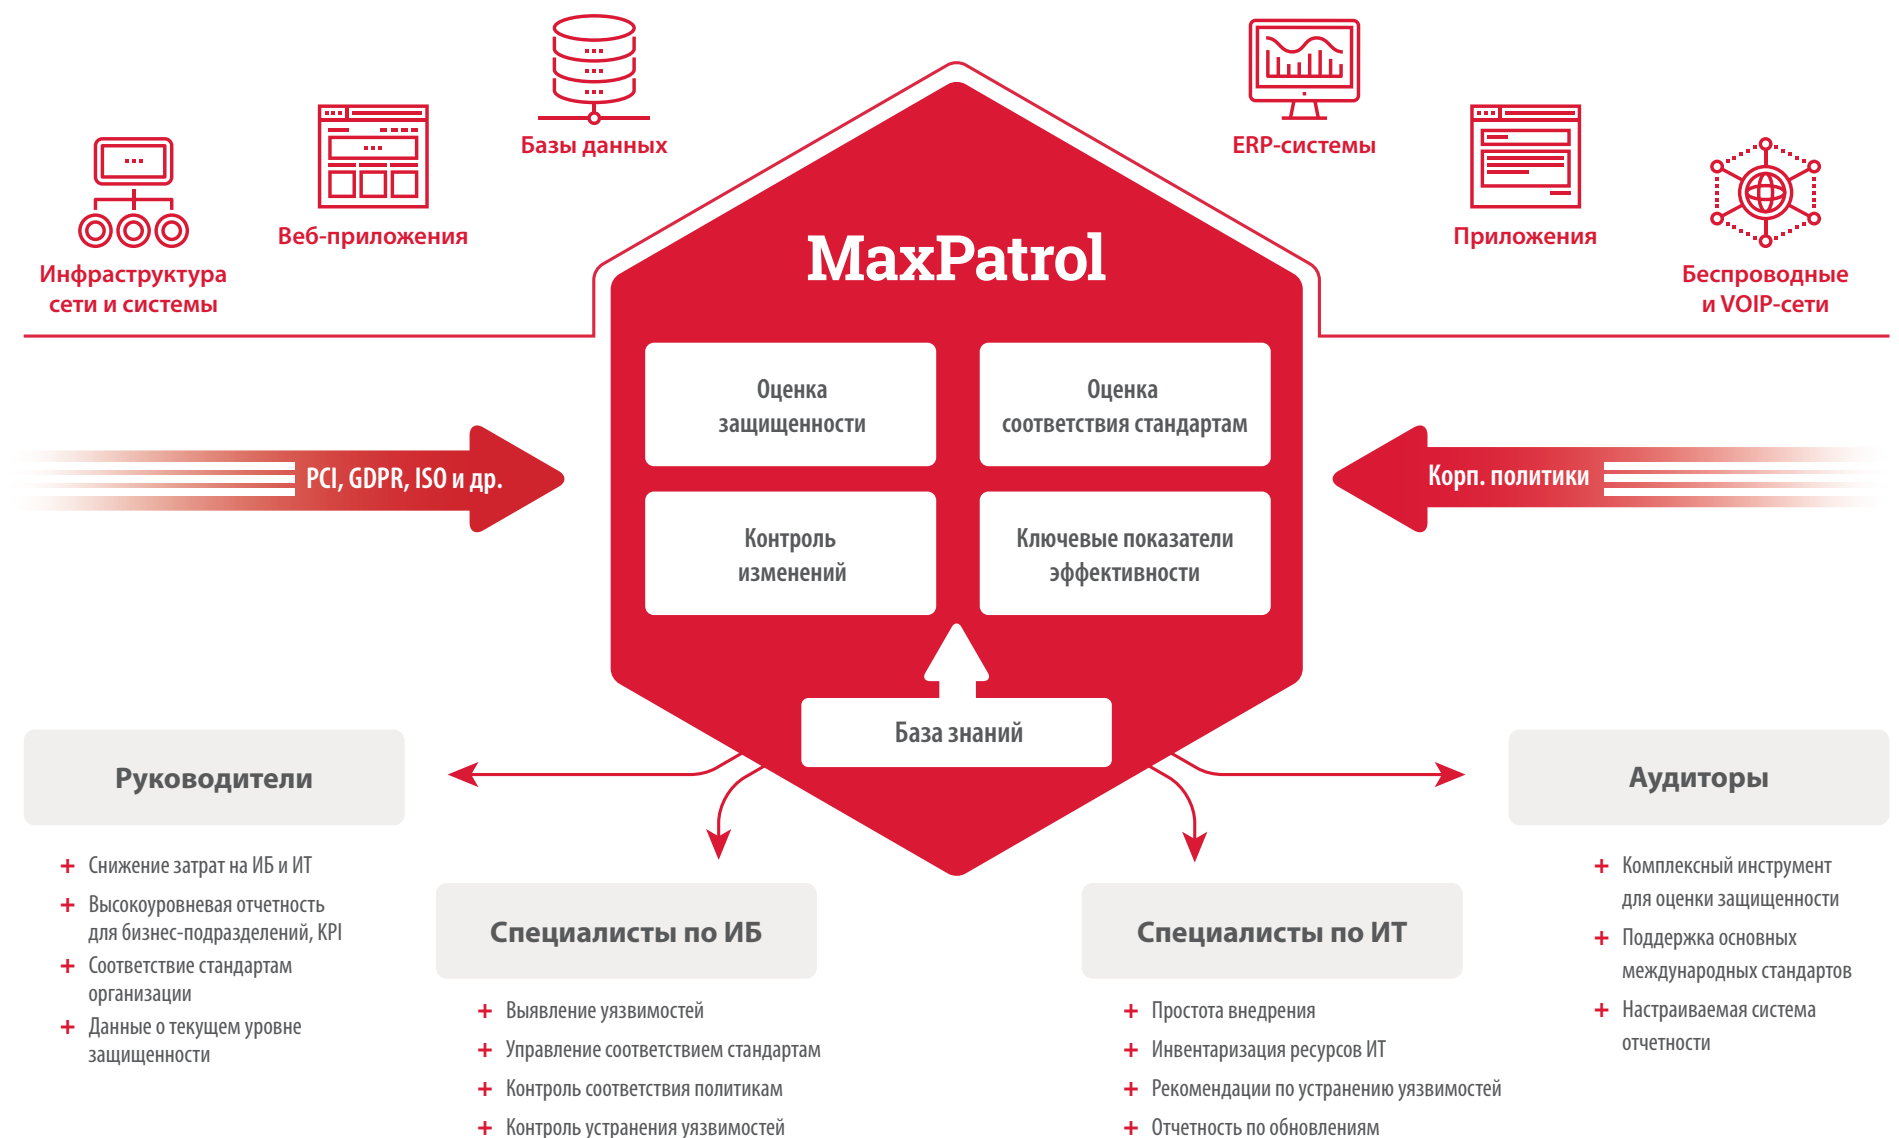 Базы данных
ERP-системы
Веб-приложения
Приложения
Инфраструктура
сети и системы
Беспроводные
и VOIP-сети
MaxPatrol
Оценка
защищенности
Оценка
соответствия стандартам
PCI, GDPR, ISO и др.
Корп. политики
Контроль
изменений
Ключевые показатели
эффективности
База знаний
Руководители
+ Снижение затрат на ИБ и ИТ
+ Высокоуровневая отчетность
для бизнес-подразделений, KPI
+ Соответствие стандартам
организации
+ Данные о текущем уровне
защищенности
Специалисты по ИБ
+ Выявление уязвимостей
+ Управление соответствием стандартам
+ Контроль соответствия политикам
+ Контроль устранения уязвимостей
Специалисты по ИТ
+ Простота внедрения
+ Инвентаризация ресурсов ИТ
+ Рекомендации по устранению уязвимостей
+ Отчетность по обновлениям
Аудиторы
+ Комплексный инструмент
для оценки защищенности
+ Поддержка основных
международных стандартов
+ Настраиваемая система
отчетности